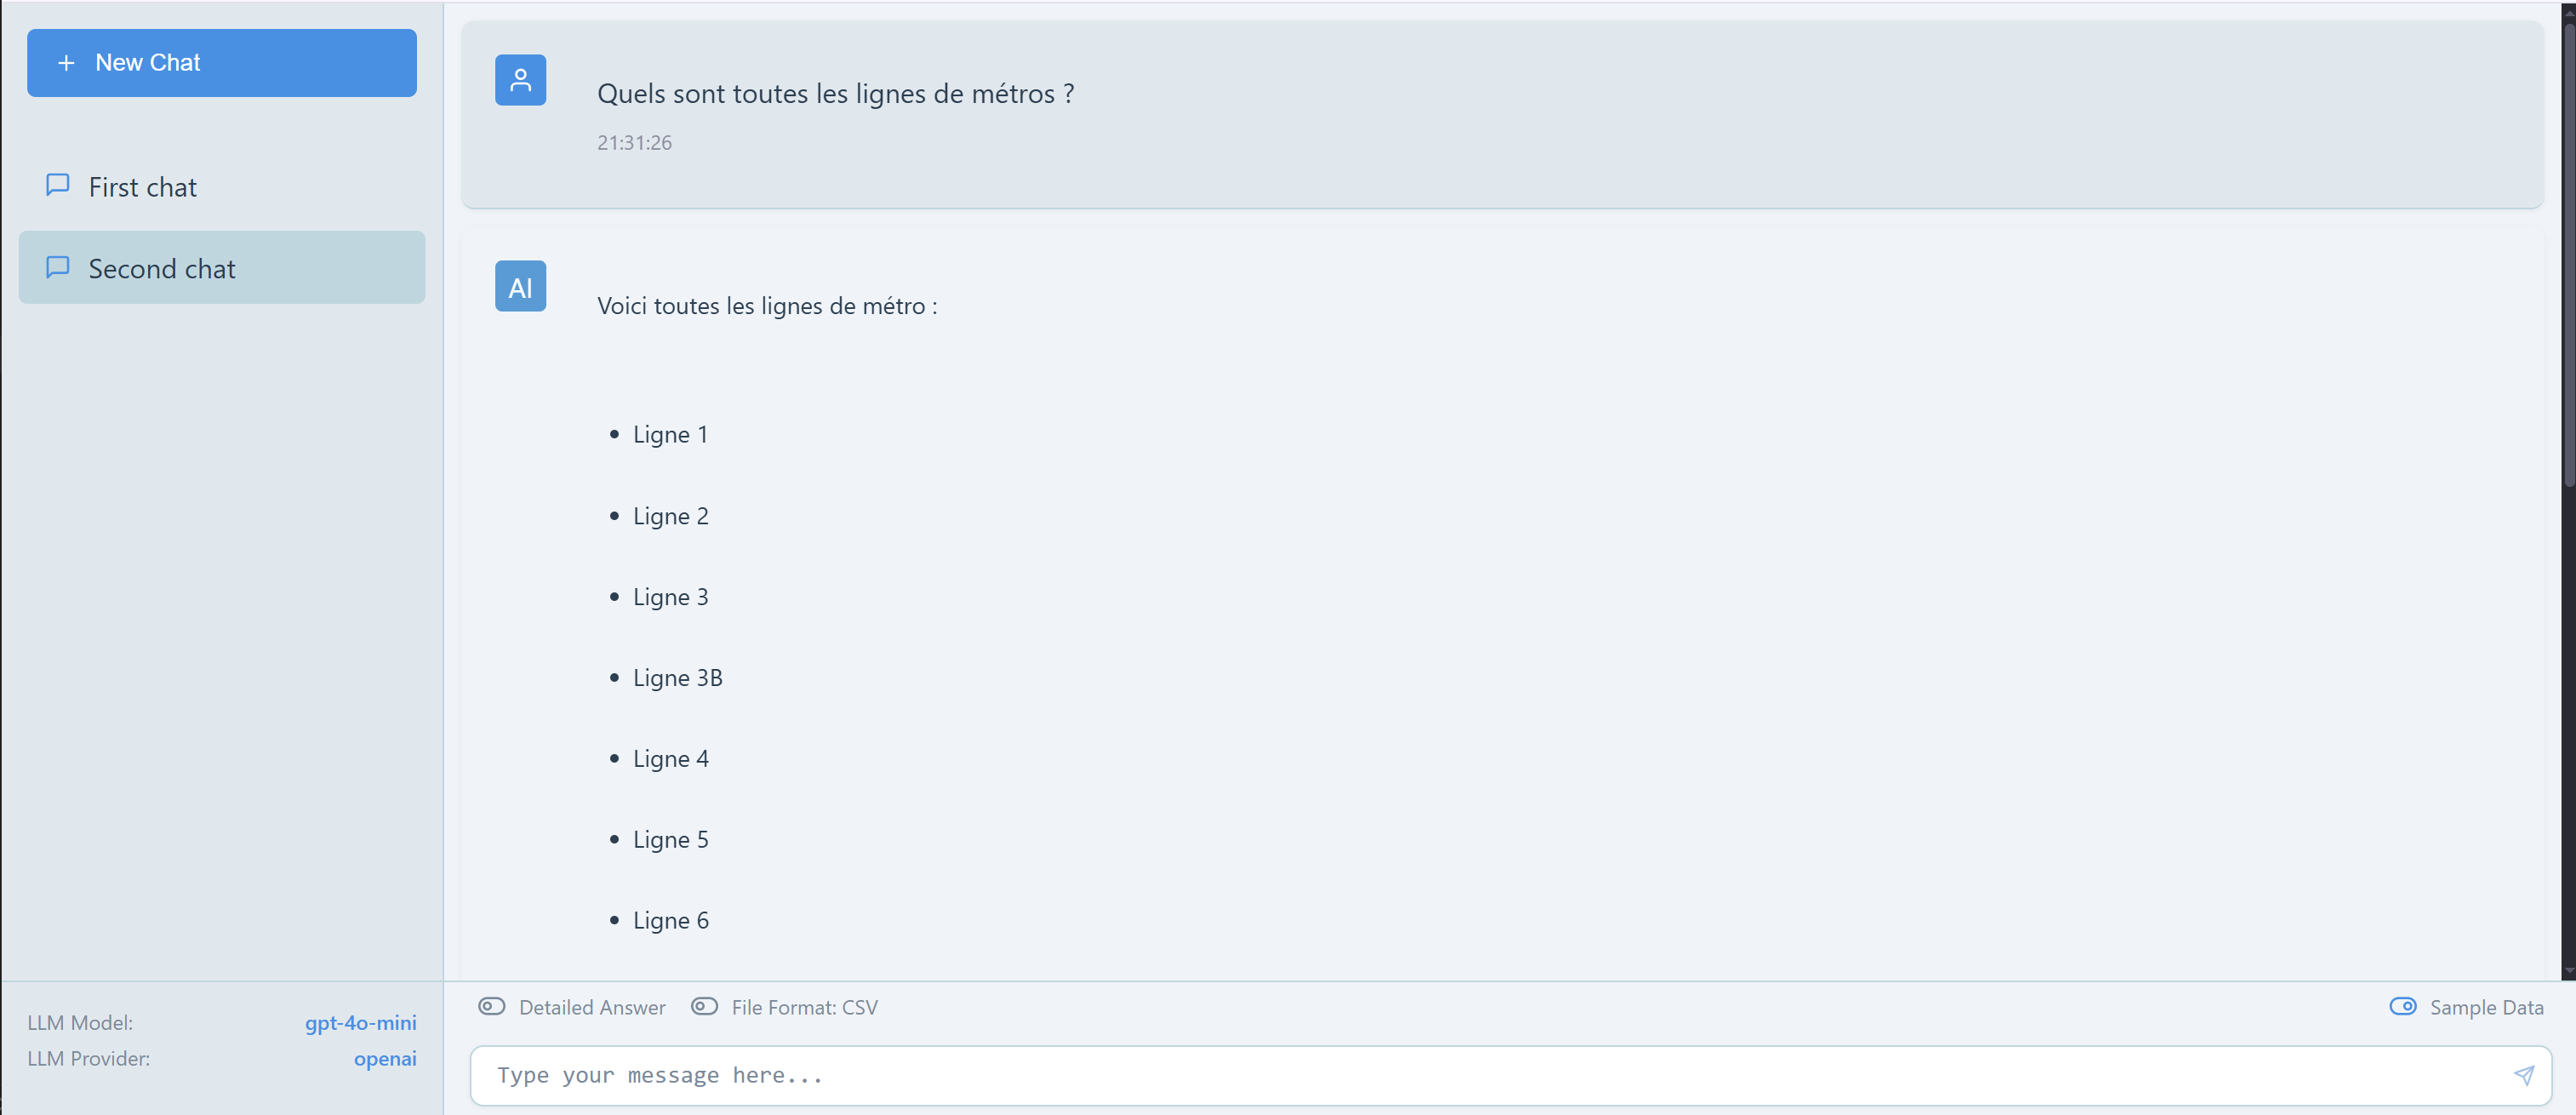 + New Chat
First chat
Second chat
LLM Model: gpt-4o-mini
LLM Provider: openai
Quels sont toutes les lignes de métros ?
21:31:26
AI
Voici toutes les lignes de métro :
• Ligne 1
• Ligne 2
• Ligne 3
• Ligne 3B
• Ligne 4
• Ligne 5
• Ligne 6
Detailed Answer File Format: CSV Sample Data
Type your message here...